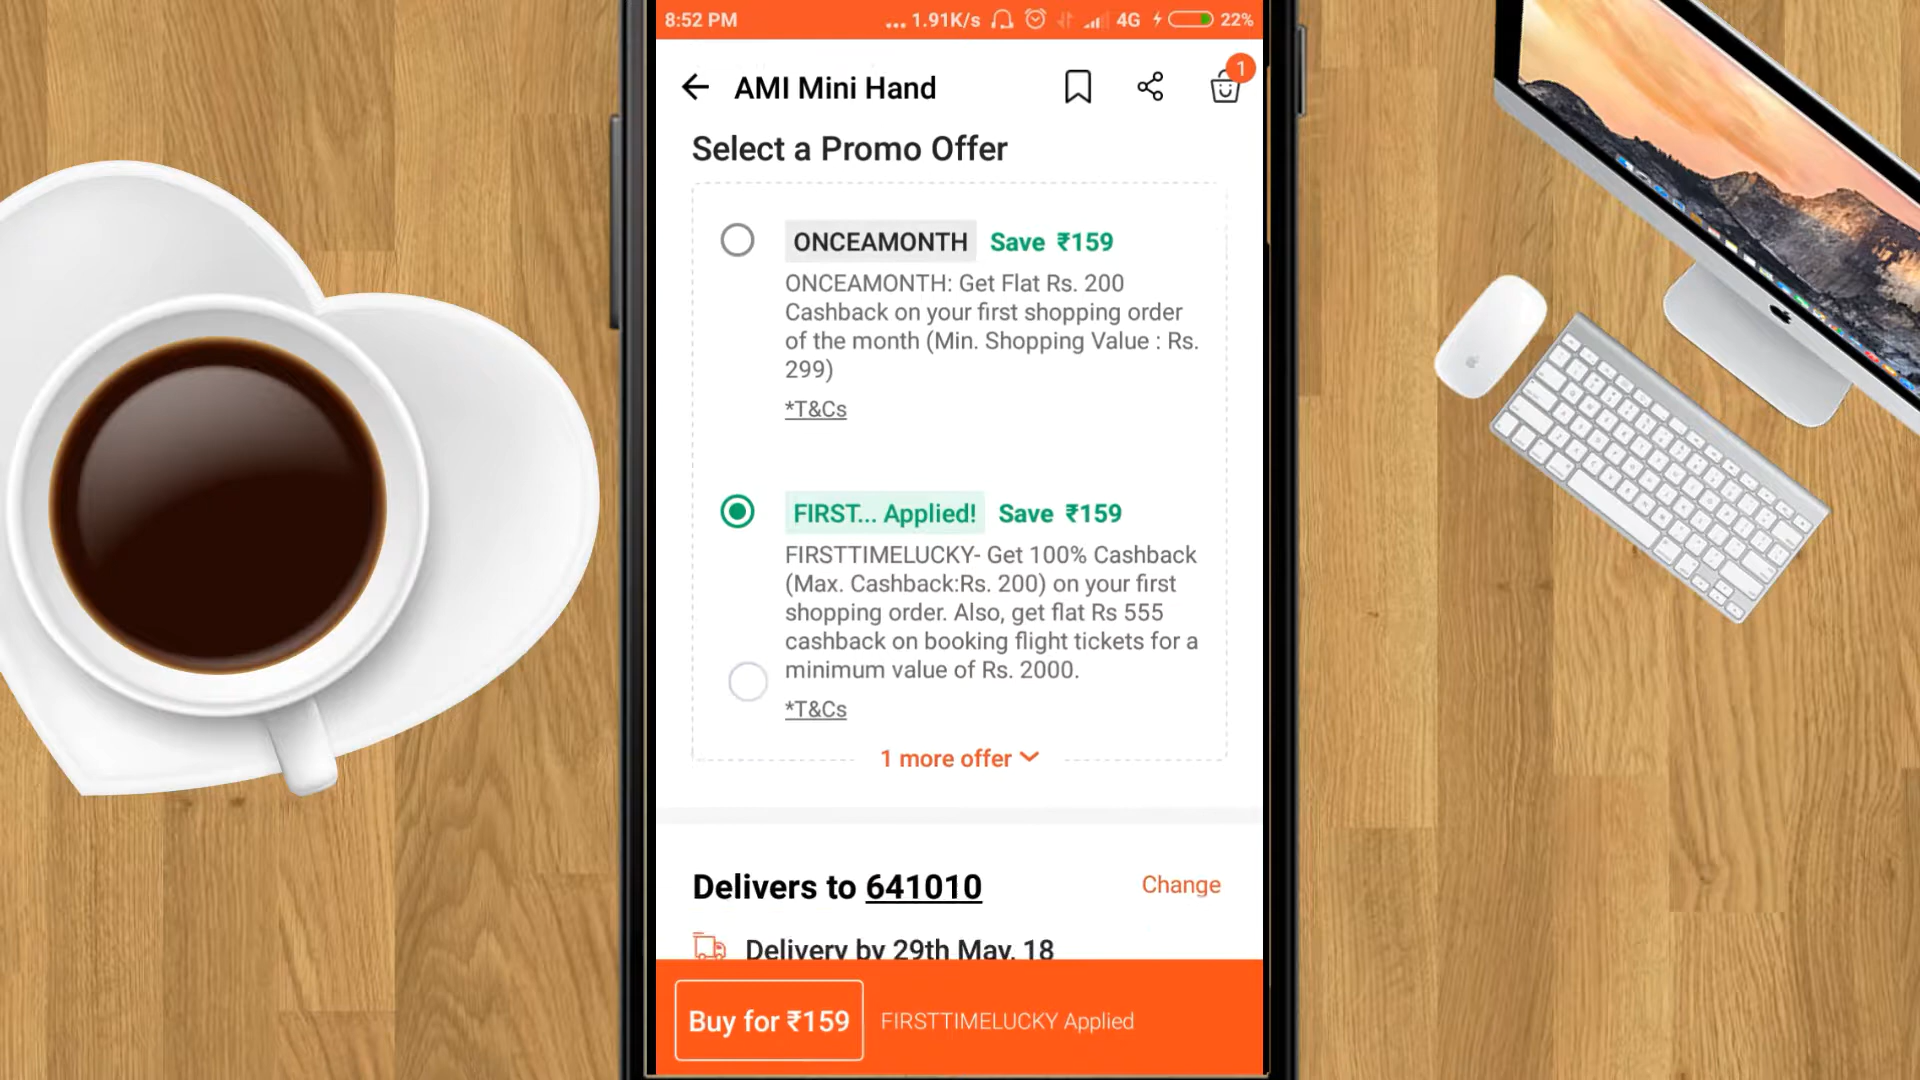 8:52 PM ... 1.91K/s 4G 22%
AMI Mini Hand 1
Select a Promo Offer
ONCEAMONTH Save ₹159
ONCEAMONTH: Get Flat Rs. 200
Cashback on your first shopping order
of the month (Min. Shopping Value : Rs.
299)
*T&Cs
FIRST... Applied! Save ₹159
FIRSTTIMELUCKY- Get 100% Cashback
(Max. Cashback:Rs. 200) on your first
shopping order. Also, get flat Rs 555
cashback on booking flight tickets for a
minimum value of Rs. 2000.
*T&Cs
1 more offer
Delivers to 641010 Change
Delivery by 29th May, 18
Buy for ₹159 FIRSTTIMELUCKY Applied